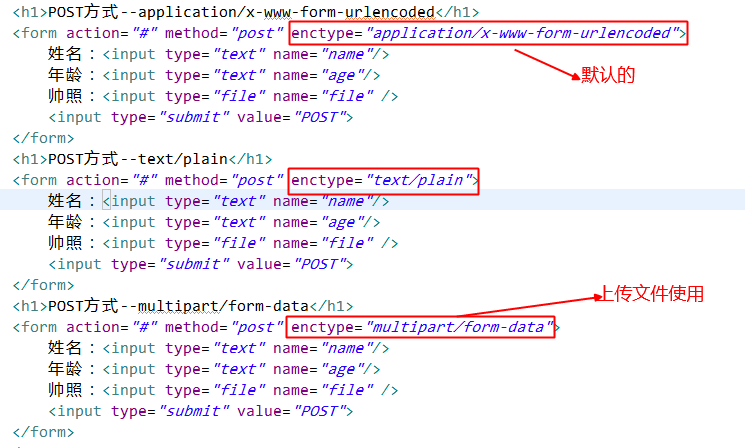 <h1>POST方式--application/x-www-form-urlencoded</h1>
<form action="#" method="post" enctype="application/x-www-form-urlencoded">
姓名：<input type="text" name="name"/>
默认的
年龄：<input type="text" name="age"/>
帅照：<input type="file" name="file" />
<input type="submit" value="POST">
</form>
<h1>POST方式--text/plain</h1>
<form action="#" method="post" enctype="text/plain">
姓名：<input type="text" name="name"/>
年龄：<input type="text" name="age"/>
帅照：<input type="file" name="file" />
<input type="submit" value="POST">
</form>
上传文件使用
<h1>POST方式--multipart/form-data</h1>
<form action="#" method="post" enctype="multipart/form-data">
姓名：<input type="text" name="name"/>
年龄：<input type="text" name="age"/>
帅照：<input type="file" name="file" />
<input type="submit" value="POST">
</form>